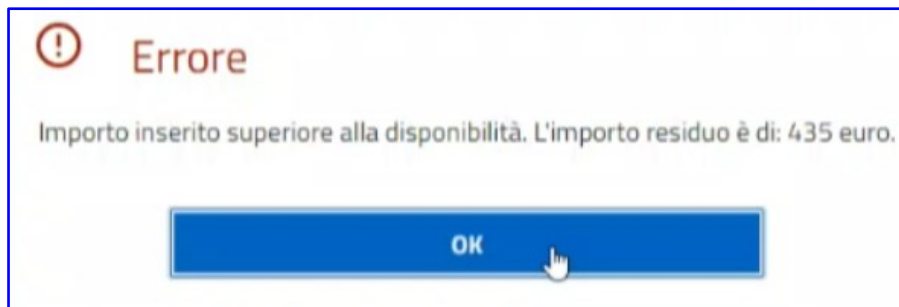 Errore
Importo inserito superiore alla disponibilità. L'importo residuo è di: 435 euro.
OK